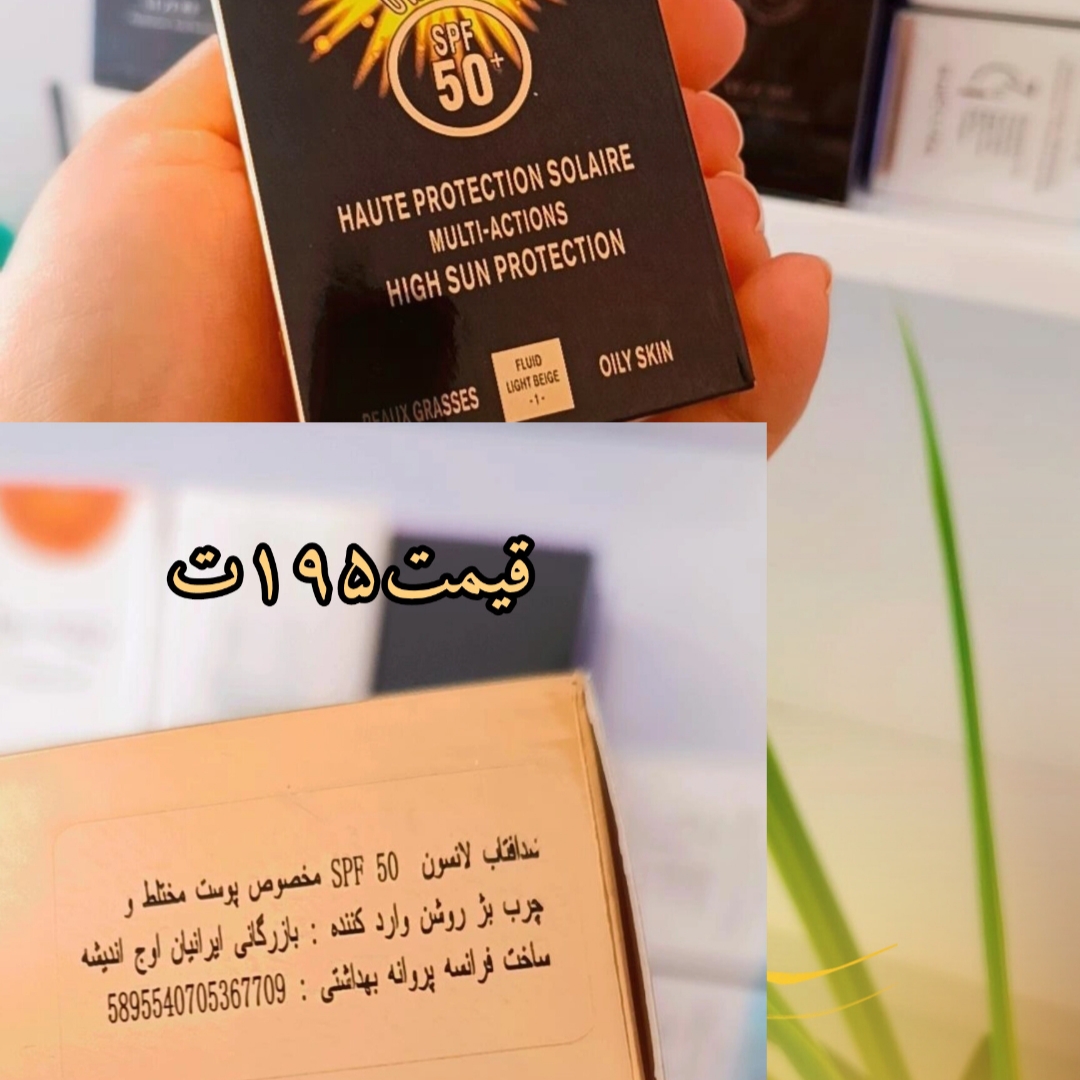 SPF
50+
HAUTE PROTECTION SOLAIRE
MULTI-ACTIONS
HIGH SUN PROTECTION
PEAUX GRASSES
FLUID
LIGHT BEIGE
-1-
OILY SKIN
قیمت۱۹۵ت
ضدافتاب لانسون SPF 50 مخصوص پوست مختلط و
چرب بژ روشن وارد کننده : بازرگانی ایرانیان اوج اندیشه
ساخت فرانسه پروانه بهداشتی : 5895540705367709